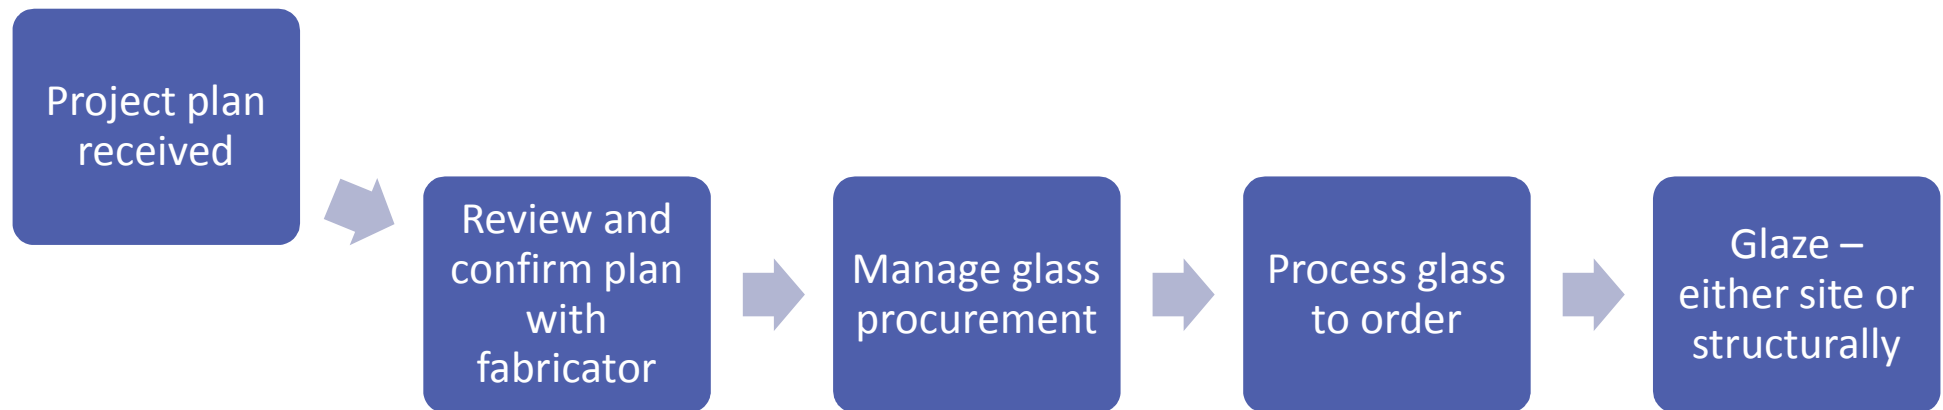 Project plan
received
Review and
confirm plan
with
fabricator
Manage glass
procurement
Process glass
to order
Glaze –
either site or
structurally